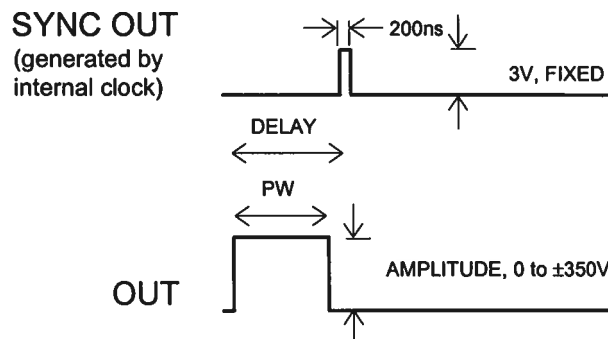 SYNC OUT
(generated by
internal clock)
200ns
3V, FIXED
DELAY
PW
AMPLITUDE, 0 to ±350V
OUT